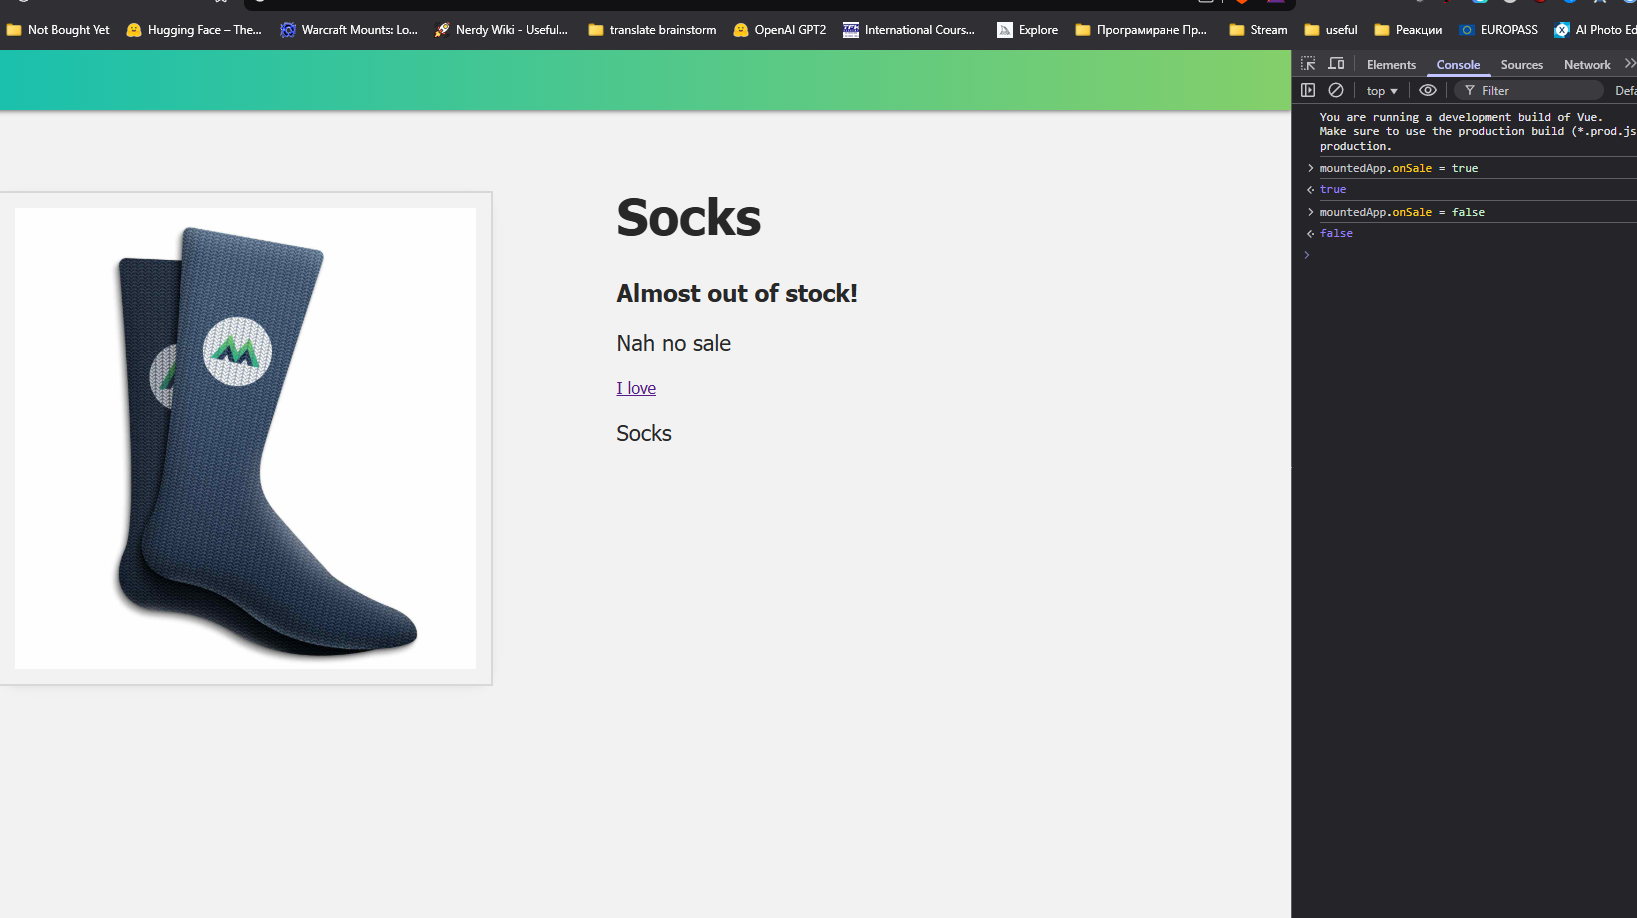 Not Bought Yet Hugging Face – The... Warcraft Mounts: Lo... Nerdy Wiki - Useful... translate brainstorm OpenAI GPT2 International Cours... Explore Програмиране Пр... Stream useful Реакции EUROPASS AI Photo Ed
Elements Console Sources Network
top Filter Defa
You are running a development build of Vue.
Make sure to use the production build (*.prod.js
production.
mountedApp.onSale = true
true
mountedApp.onSale = false
false
Socks
Almost out of stock!
Nah no sale
I love
Socks